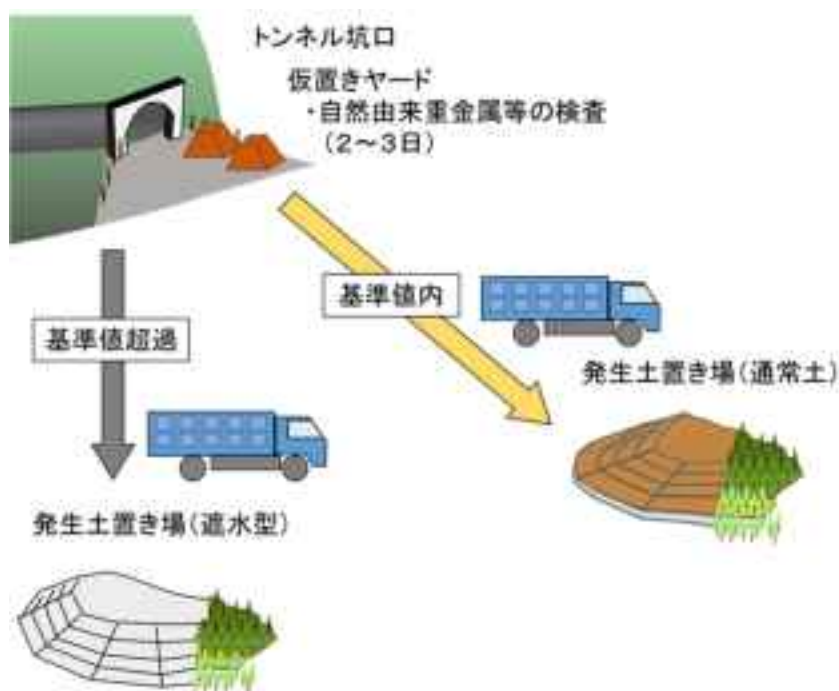 トンネル坑口
仮置きヤード
・自然由来重金属等の検査
(2〜3日)
基準値内
基準値超過
発生土置き場(通常土)
発生土置き場(遮水型)